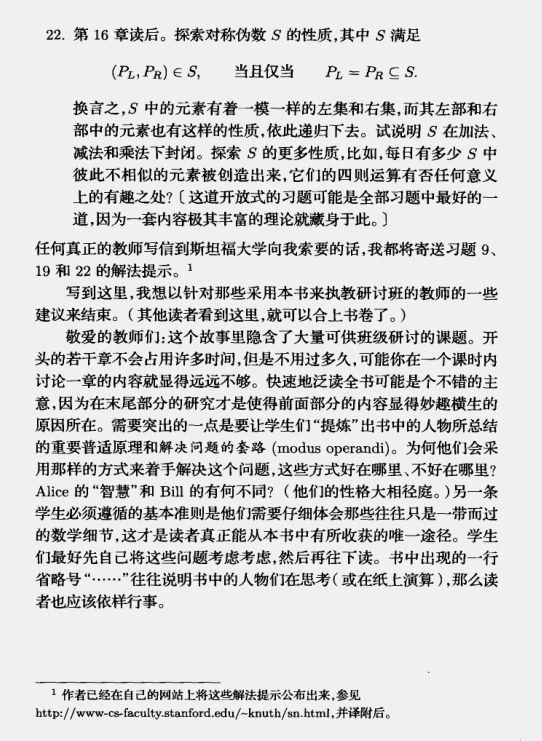 22. 第 16 章读后。探索对称伪数 S 的性质,其中 S 满足
(P_L, P_R) ∈ S, 当且仅当 P_L = P_R ⊆ S.
换言之,S 中的元素有着一模一样的左集和右集,而其左部和右
部中的元素也有这样的性质,依此递归下去。试说明 S 在加法、
减法和乘法下封闭。探索 S 的更多性质,比如,每日有多少 S 中
彼此不相似的元素被创造出来,它们的四则运算有否任何意义
上的有趣之处?〔这道开放式的习题可能是全部习题中最好的一
道,因为一套内容极其丰富的理论就藏身于此。〕
任何真正的教师写信到斯坦福大学向我索要的话,我都将寄送习题 9、
19 和 22 的解法提示。1
写到这里,我想以针对那些采用本书来执教研讨班的教师的一些
建议来结束。(其他读者看到这里,就可以合上书卷了。)
敬爱的教师们:这个故事里隐含了大量可供班级研讨的课题。开
头的若干章不会占用许多时间,但是不用过多久,可能你在一个课时内
讨论一章的内容就显得远远不够。快速地泛读全书可能是个不错的主
意,因为在末尾部分的研究才是使得前面部分的内容显得妙趣横生的
原因所在。需要突出的一点是要让学生们“提炼”出书中的人物所总结
的重要普适原理和解决问题的套路 (modus operandi)。为何他们会采
用那样的方式来着手解决这个问题,这些方式好在哪里、不好在哪里?
Alice 的“智慧”和 Bill 的有何不同?(他们的性格大相径庭。)另一条
学生必须遵循的基本准则是他们需要仔细体会那些往往只是一带而过
的数学细节,这才是读者真正能从本书中有所收获的唯一途径。学生
们最好先自己将这些问题考虑考虑,然后再往下读。书中出现的一行
省略号“……”往往说明书中的人物们在思考(或在纸上演算),那么读
者也应该依样行事。
1 作者已经在自己的网站上将这些解法提示公布出来,参见
http://www-cs-faculty.stanford.edu/~knuth/sn.html,并译附后。